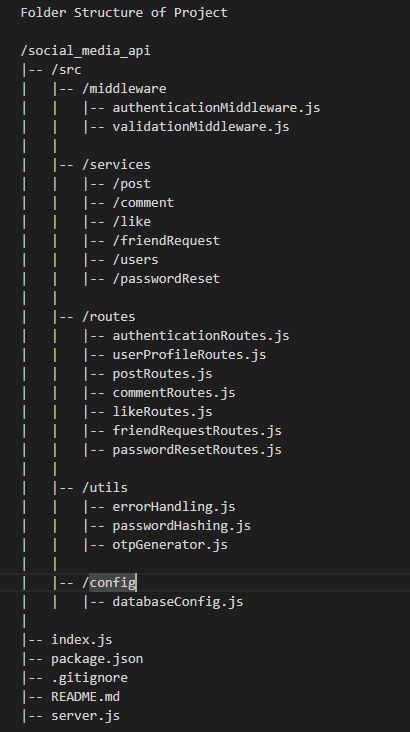 Folder Structure of Project
/social_media_api
|-- /src
|   |-- /middleware
|   |   |-- authenticationMiddleware.js
|   |   |-- validationMiddleware.js
|   |
|   |-- /services
|   |   |-- /post
|   |   |-- /comment
|   |   |-- /like
|   |   |-- /friendRequest
|   |   |-- /users
|   |   |-- /passwordReset
|   |
|   |-- /routes
|   |   |-- authenticationRoutes.js
|   |   |-- userProfileRoutes.js
|   |   |-- postRoutes.js
|   |   |-- commentRoutes.js
|   |   |-- likeRoutes.js
|   |   |-- friendRequestRoutes.js
|   |   |-- passwordResetRoutes.js
|   |
|   |-- /utils
|   |   |-- errorHandling.js
|   |   |-- passwordHashing.js
|   |   |-- otpGenerator.js
|   |
|   |-- /config
|   |   |-- databaseConfig.js
|
|-- index.js
|-- package.json
|-- .gitignore
|-- README.md
|-- server.js